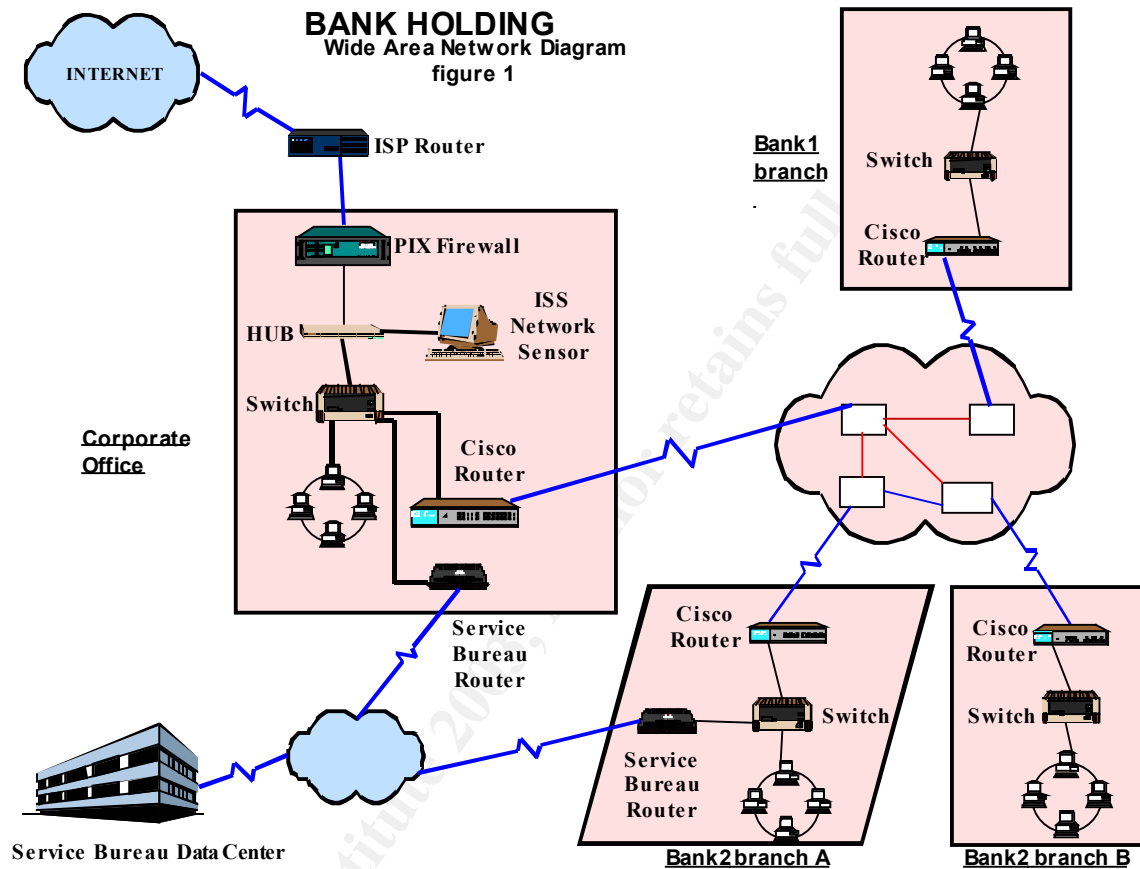 BANK HOLDING
Wide Area Network Diagram
figure 1
INTERNET
ISP Router
Bank1
branch
.
Switch
Cisco
Router
PIX Firewall
HUB
ISS
Network
Sensor
Switch
Corporate
Office
Cisco
Router
Service
Bureau
Router
Cisco
Router
Switch
Service
Bureau
Router
Cisco
Router
Switch
Service Bureau Data Center
Bank2 branch A
Bank2 branch B
retains full